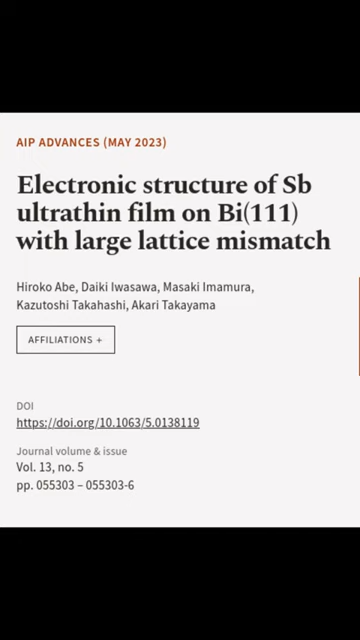 AIP ADVANCES (MAY 2023)
Electronic structure of Sb
ultrathin film on Bi(111)
with large lattice mismatch
Hiroko Abe, Daiki Iwasawa, Masaki Imamura,
Kazutoshi Takahashi, Akari Takayama
AFFILIATIONS +
DOI
https://doi.org/10.1063/5.0138119
Journal volume & issue
Vol. 13, no. 5
pp. 055303 – 055303-6